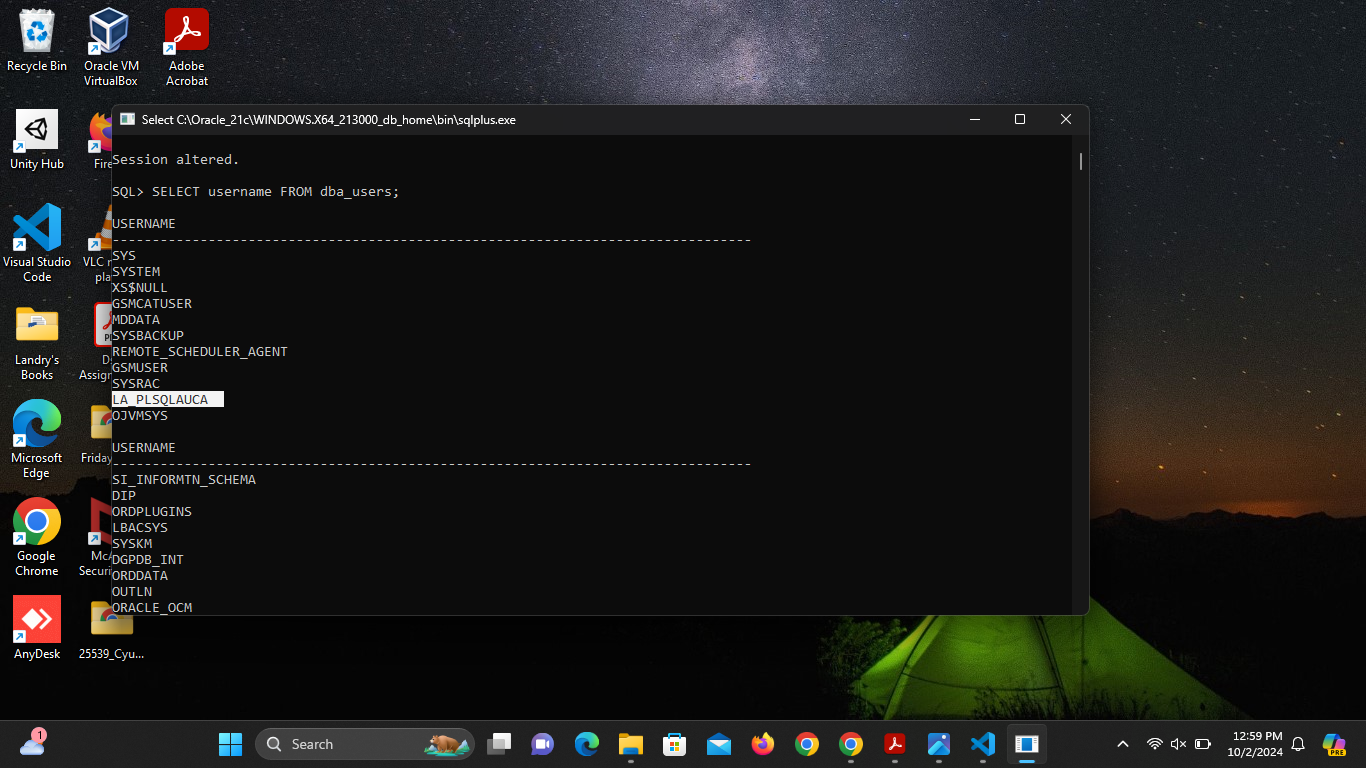 Recycle Bin
Oracle VM
VirtualBox
Adobe
Acrobat
Unity Hub
Fire
Visual Studio
Code
VLC
pla
Landry's
Books
D
Assign
Microsoft
Edge
Friday
Google
Chrome
McA
Securi
AnyDesk
25539_Cyu...
Select C:\Oracle_21c\WINDOWS.X64_213000_db_home\bin\sqlplus.exe
Session altered.
SQL> SELECT username FROM dba_users;
USERNAME
--------------------------------------------------------------------------------
SYS
SYSTEM
XS$NULL
GSMCATUSER
MDDATA
SYSBACKUP
REMOTE_SCHEDULER_AGENT
GSMUSER
SYSRAC
LA_PLSQLAUCA
OJVMSYS
USERNAME
--------------------------------------------------------------------------------
SI_INFORMTN_SCHEMA
DIP
ORDPLUGINS
LBACSYS
SYSKM
DGPDB_INT
ORDDATA
OUTLN
ORACLE_OCM
1
Search
12:59 PM
10/2/2024
PRE